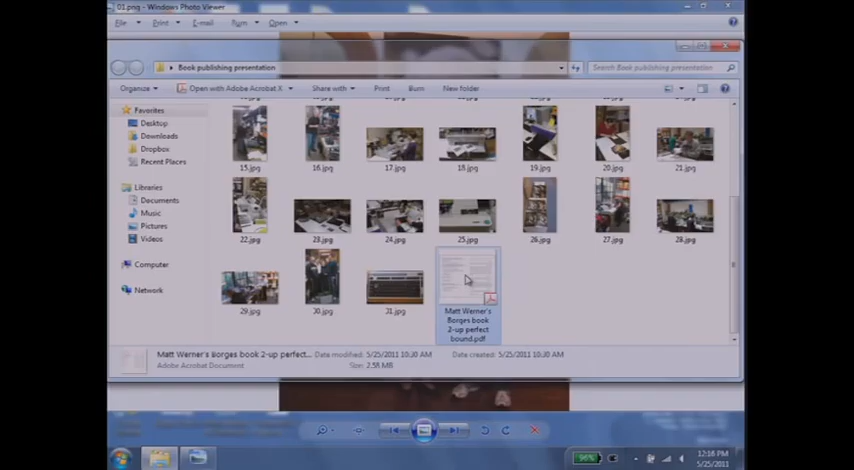 01.png - Windows Photo Viewer
File Print E-mail Burn Open
Book publishing presentation
Search Book publishing presentation
Organize Open with Adobe Acrobat X Share with Print Burn New folder
Favorites
Desktop
Downloads
Dropbox
Recent Places
Libraries
Documents
Music
Pictures
Videos
Computer
Network
15.jpg 16.jpg 17.jpg 18.jpg 19.jpg 20.jpg 21.jpg
22.jpg 23.jpg 24.jpg 25.jpg 26.jpg 27.jpg 28.jpg
29.jpg 30.jpg 31.jpg
Matt Werner's
Borges book
2-up perfect
bound.pdf
Matt Werner's Borges book 2-up perfect... Date modified: 5/25/2011 10:30 AM Date created: 5/25/2011 10:30 AM
Adobe Acrobat Document Size: 2.58 MB
96%
12:16 PM
5/25/2011